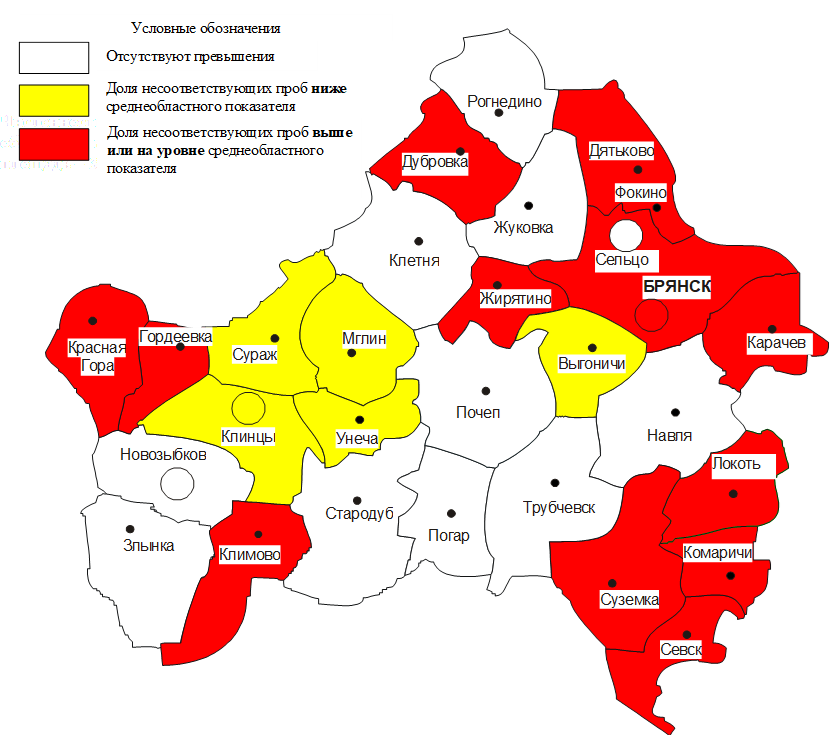 Условные обозначения
Отсутствуют превышения
Доля несоответствующих проб ниже
среднеобластного показателя
Доля несоответствующих проб выше
или на уровне среднеобластного
показателя
Рогнедино
Дубровка
Дятьково
Фокино
Жуковка
Клетня
Сельцо
БРЯНСК
Жирятино
Гордеевка
Красная
Гора
Сураж
Мглин
Карачев
Выгоничи
Почеп
Клинцы
Унеча
Навля
Новозыбков
Локоть
Стародуб
Трубчевск
Погар
Злынка
Климово
Комаричи
Суземка
Севск